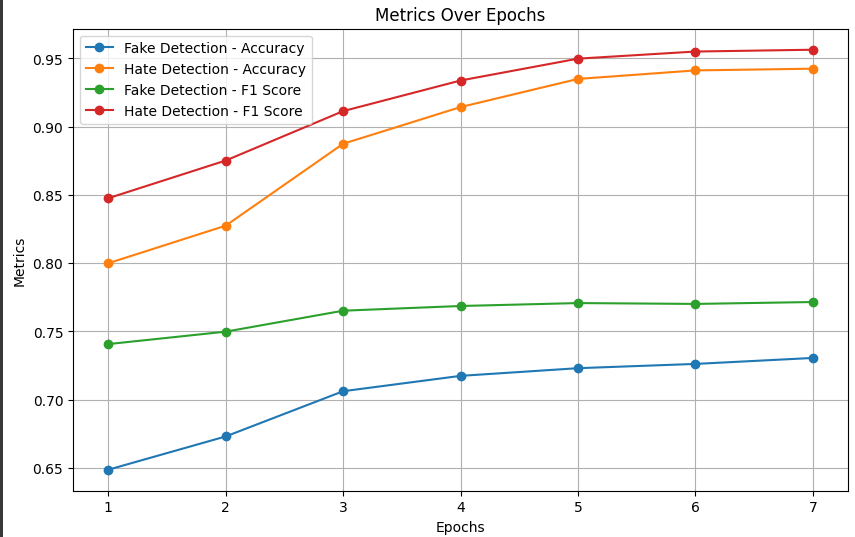 Metrics Over Epochs
Fake Detection - Accuracy
Hate Detection - Accuracy
Fake Detection - F1 Score
Hate Detection - F1 Score
0.95
0.90
0.85
0.80
0.75
0.70
0.65
Metrics
1 2 3 4 5 6 7
Epochs